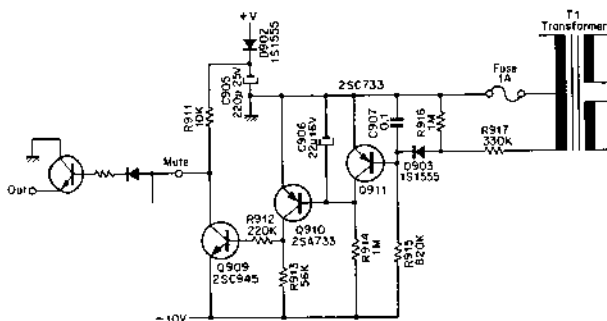 T1
Transformer
+V
D902
1S1555
Fuse
1A
2SC733
C905
220μ 25V
R911
10K
C906
22μ16V
C907
0.1
R916
1M
R917
330K
D903
1S1555
Mute
Out
Q911
R912
220K
Q910
2SA733
Q909
2SC945
R913
56K
R914
1M
R915
820K
-10V